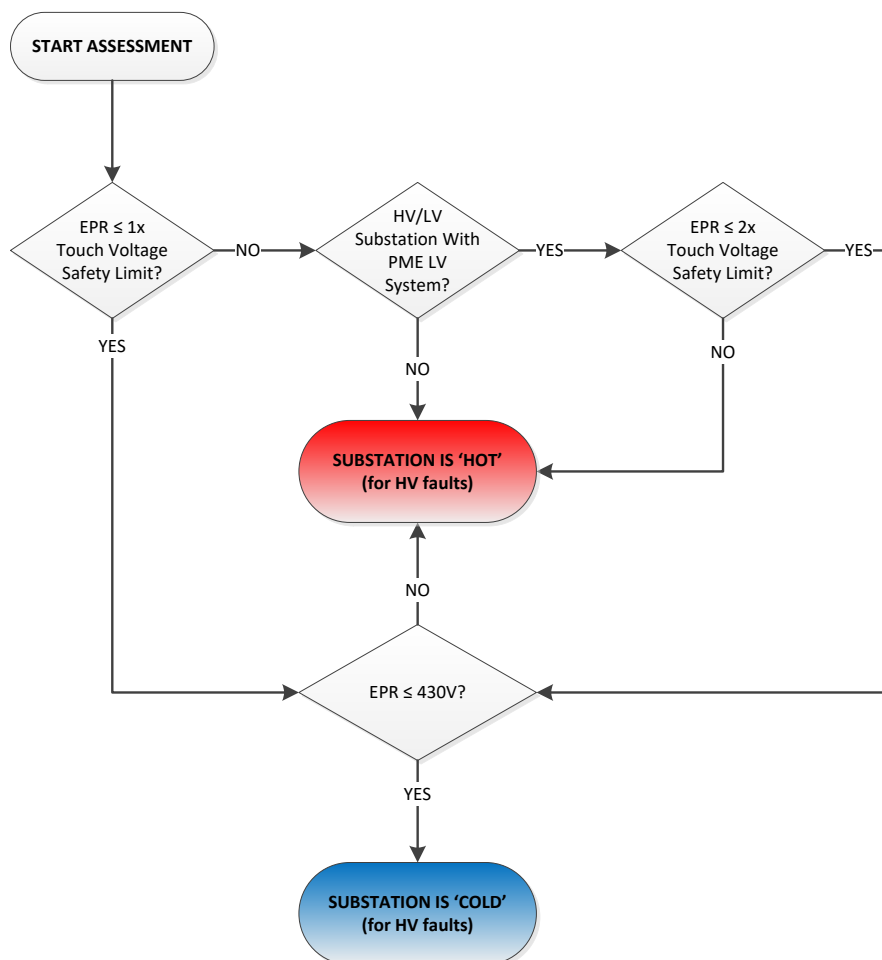 START ASSESSMENT
EPR ≤ 1x
Touch Voltage
Safety Limit?
NO
HV/LV
Substation With
PME LV
System?
YES
EPR ≤ 2x
Touch Voltage
Safety Limit?
YES
YES
NO
NO
SUBSTATION IS ‘HOT’
(for HV faults)
NO
EPR ≤ 430V?
YES
SUBSTATION IS ‘COLD’
(for HV faults)